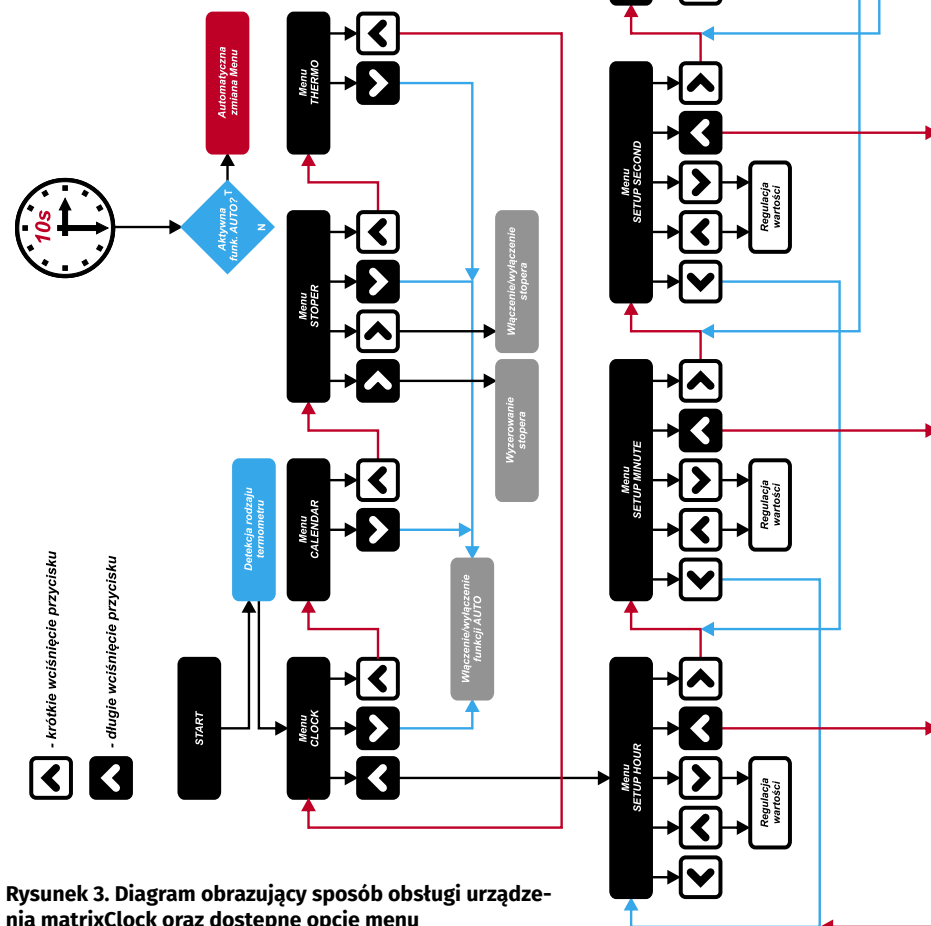 10s
Automatyczna
zmiana Menu
Aktywna
funk. AUTO?
T
N
- krótkie wciśnięcie przycisku
- długie wciśnięcie przycisku
START
Detekcja rodzaju
termometru
Menu
CLOCK
Menu
CALENDAR
Menu
STOPER
Menu
THERMO
Włączenie/wyłączenie
funkcji AUTO
Wyzerowanie
stopera
Włączenie/wyłączenie
stopera
Menu
SETUP HOUR
Regulacja
wartości
Menu
SETUP MINUTE
Regulacja
wartości
Menu
SETUP SECOND
Regulacja
wartości
Rysunek 3. Diagram obrazujący sposób obsługi urządze-
nia matrixClock oraz dostępne opcje menu